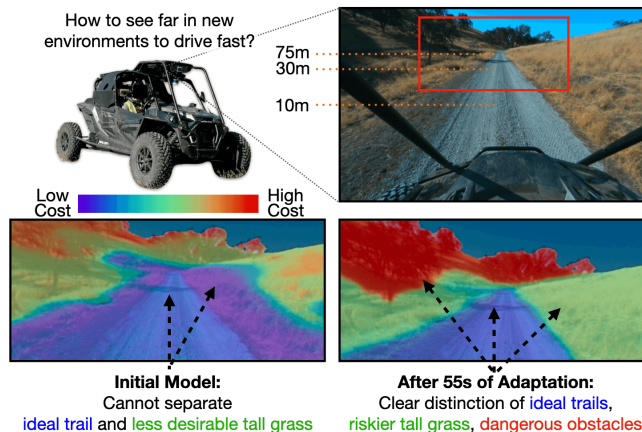 How to see far in new
environments to drive fast?
75m
30m
10m
Low
Cost
High
Cost
Initial Model:
Cannot separate
ideal trail and less desirable tall grass
After 55s of Adaptation:
Clear distinction of ideal trails,
riskier tall grass, dangerous obstacles